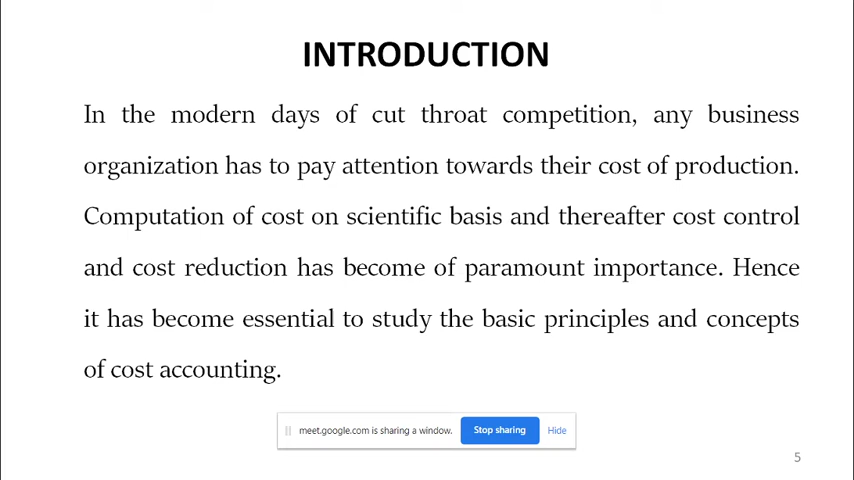 INTRODUCTION
In the modern days of cut throat competition, any business
organization has to pay attention towards their cost of production.
Computation of cost on scientific basis and thereafter cost control
and cost reduction has become of paramount importance. Hence
it has become essential to study the basic principles and concepts
of cost accounting.
meet.google.com is sharing a window. Stop sharing Hide
5